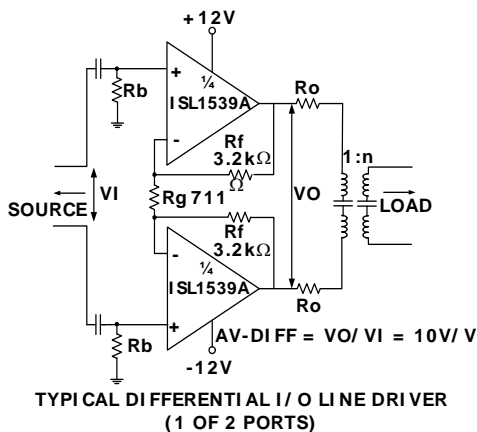 +12V
+
¼
ISL1539A
Rb
-
Ro
Rf
3.2kΩ
Ω
1:n
VI
SOURCE
Rg 711
VO
LOAD
Rf
3.2kΩ
-
¼
ISL1539A
+
Ro
Rb
AV-DIFF = VO/VI = 10V/V
-12V
TYPICAL DIFFERENTIAL I/O LINE DRIVER
(1 OF 2 PORTS)